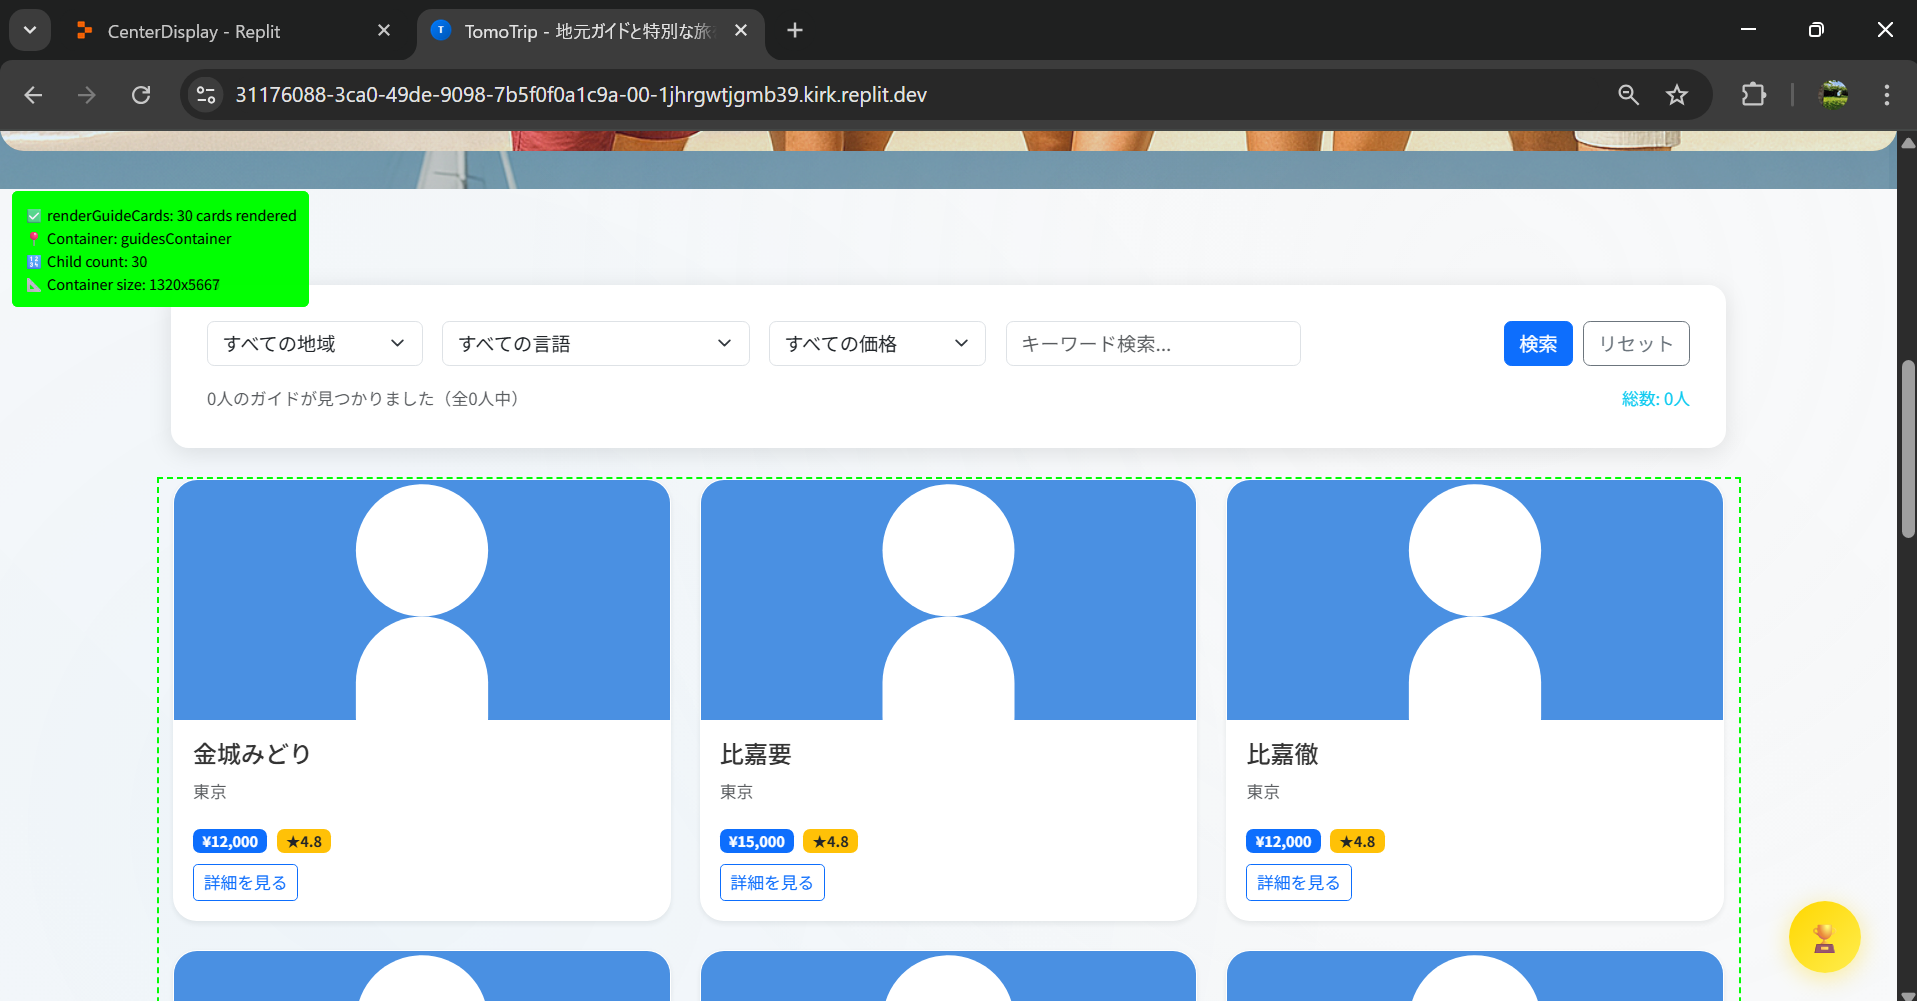 CenterDisplay - Replit
TomoTrip - 地元ガイドと特別な旅
31176088-3ca0-49de-9098-7b5f0f0a1c9a-00-1jhrgwtjgmb39.kirk.replit.dev
✅ renderGuideCards: 30 cards rendered
📍 Container: guidesContainer
🔢 Child count: 30
📐 Container size: 1320x5667
すべての地域 すべての言語 すべての価格 キーワード検索... 検索 リセット
0人のガイドが見つかりました（全0人中） 総数: 0人
金城みどり
東京
¥12,000 ★4.8
詳細を見る
比嘉要
東京
¥15,000 ★4.8
詳細を見る
比嘉徹
東京
¥12,000 ★4.8
詳細を見る